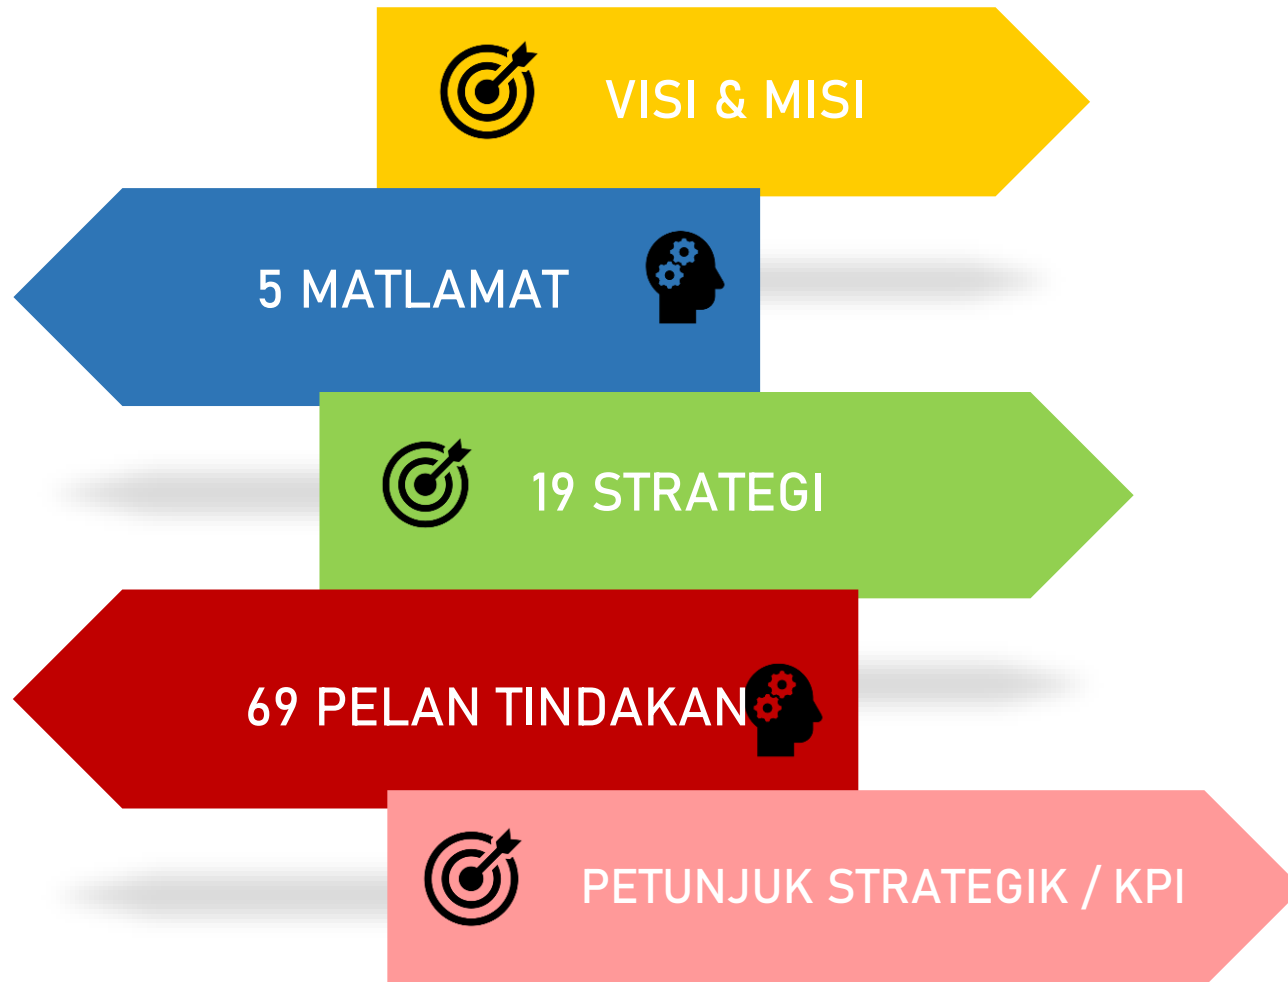 VISI & MISI
5 MATLAMAT
19 STRATEGI
69 PELAN TINDAKAN
PETUNJUK STRATEGIK / KPI